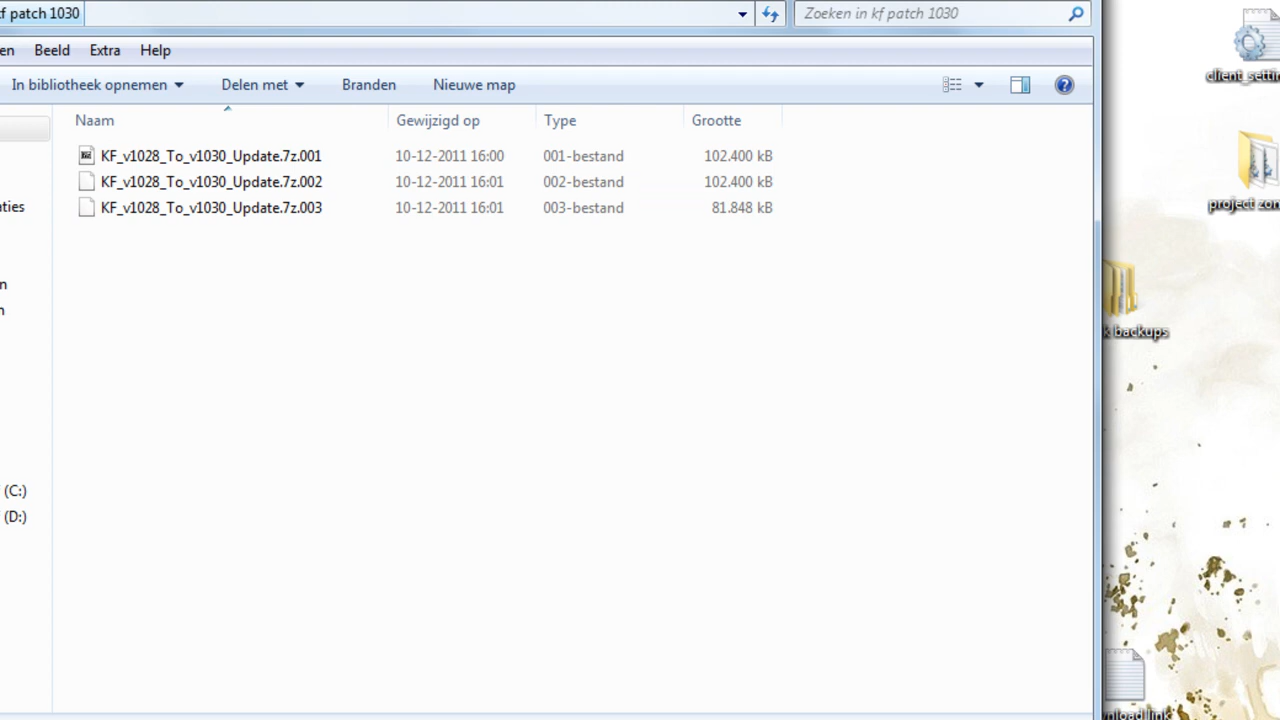 kf patch 1030
Zoeken in kf patch 1030
en Beeld Extra Help
In bibliotheek opnemen Delen met Branden Nieuwe map
Naam Gewijzigd op Type Grootte
KF_v1028_To_v1030_Update.7z.001 10-12-2011 16:00 001-bestand 102.400 kB
KF_v1028_To_v1030_Update.7z.002 10-12-2011 16:01 002-bestand 102.400 kB
KF_v1028_To_v1030_Update.7z.003 10-12-2011 16:01 003-bestand 81.848 kB
aties
n
n
(C:)
(D:)
client_settin
project zom
k backups
wnload link